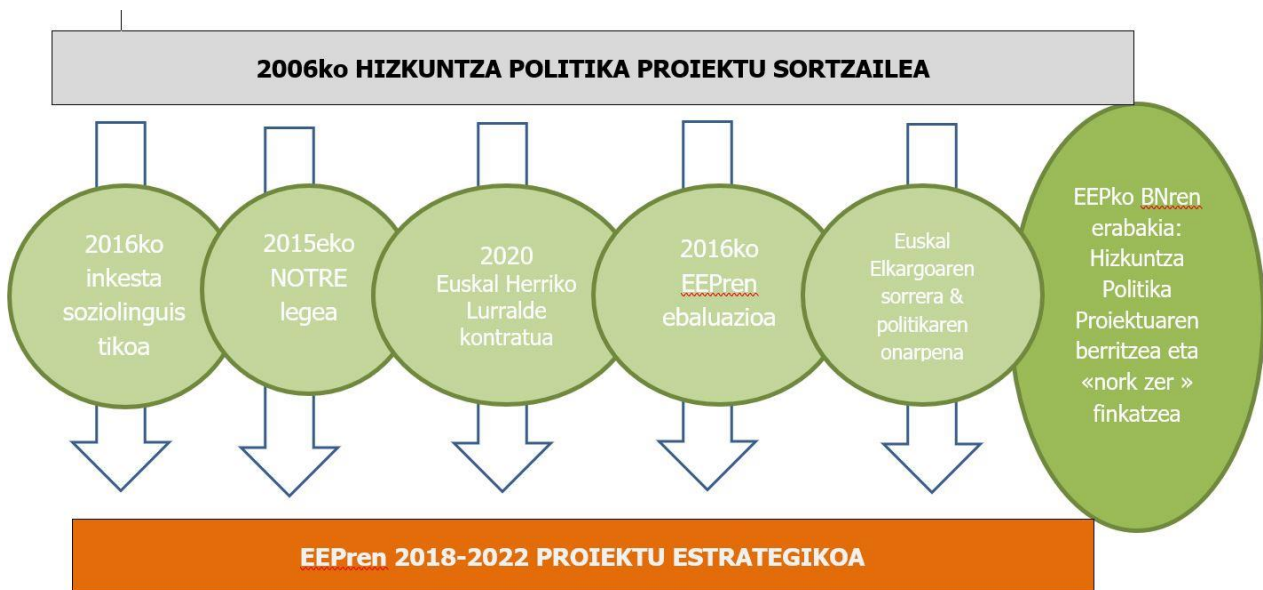 2006ko HIZKUNTZA POLITIKA PROIEKTU SORTZAILEA
2016ko
inkesta
soziolinguis
tikoa
2015eko
NOTRE
legea
2020
Euskal Herriko
Lurralde
kontratua
2016ko
EEPren
ebaluazioa
Euskal
Elkargoaren
sorrera &
politikaren
onarpena
EEPko BNren
erabakia:
Hizkuntza
Politika
Proiektuaren
berritzea eta
«nork zer »
finkatzea
EEPren 2018-2022 PROIEKTU ESTRATEGIKOA